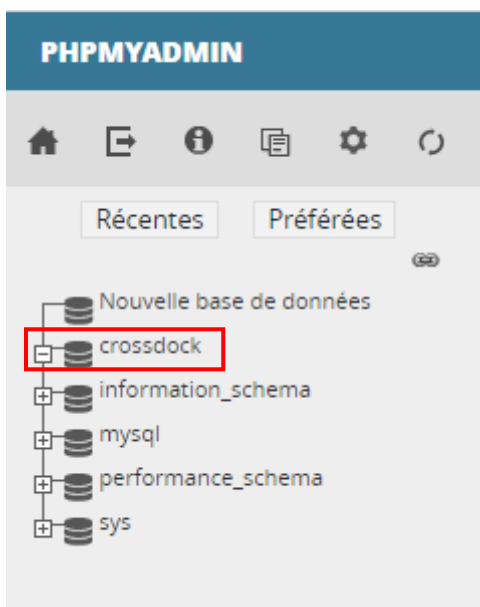 PHPMYADMIN
Récentes Préférées
Nouvelle base de données
crossdock
information_schema
mysql
performance_schema
sys